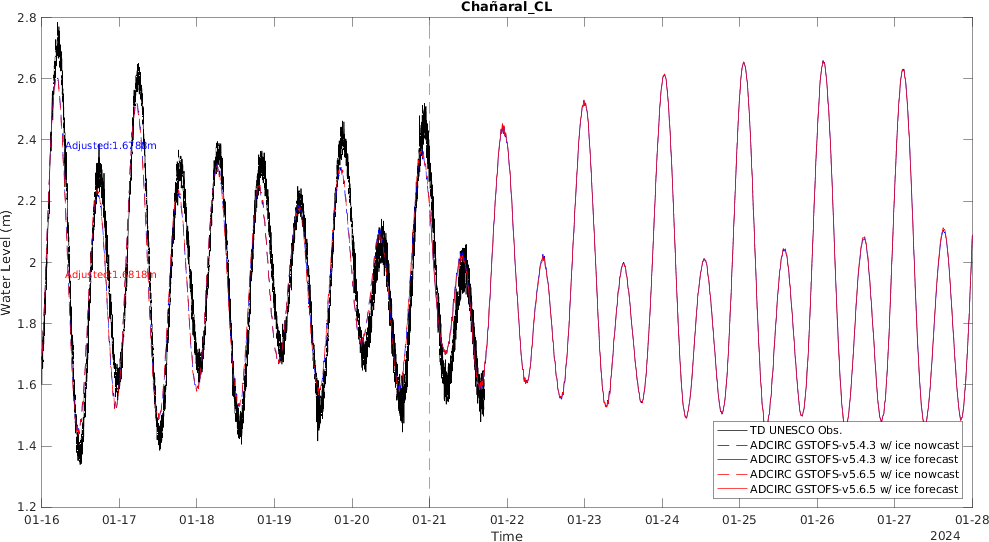 Chañaral_CL
2.8
2.6
2.4
2.2
2
1.8
1.6
1.4
1.2
Water Level (m)
Adjusted:1.6788m
Adjusted:1.6818m
TD UNESCO Obs.
ADCIRC GSTOFS-v5.4.3 w/ ice nowcast
ADCIRC GSTOFS-v5.4.3 w/ ice forecast
ADCIRC GSTOFS-v5.6.5 w/ ice nowcast
ADCIRC GSTOFS-v5.6.5 w/ ice forecast
01-16 01-17 01-18 01-19 01-20 01-21 01-22 01-23 01-24 01-25 01-26 01-27 01-28
Time
2024